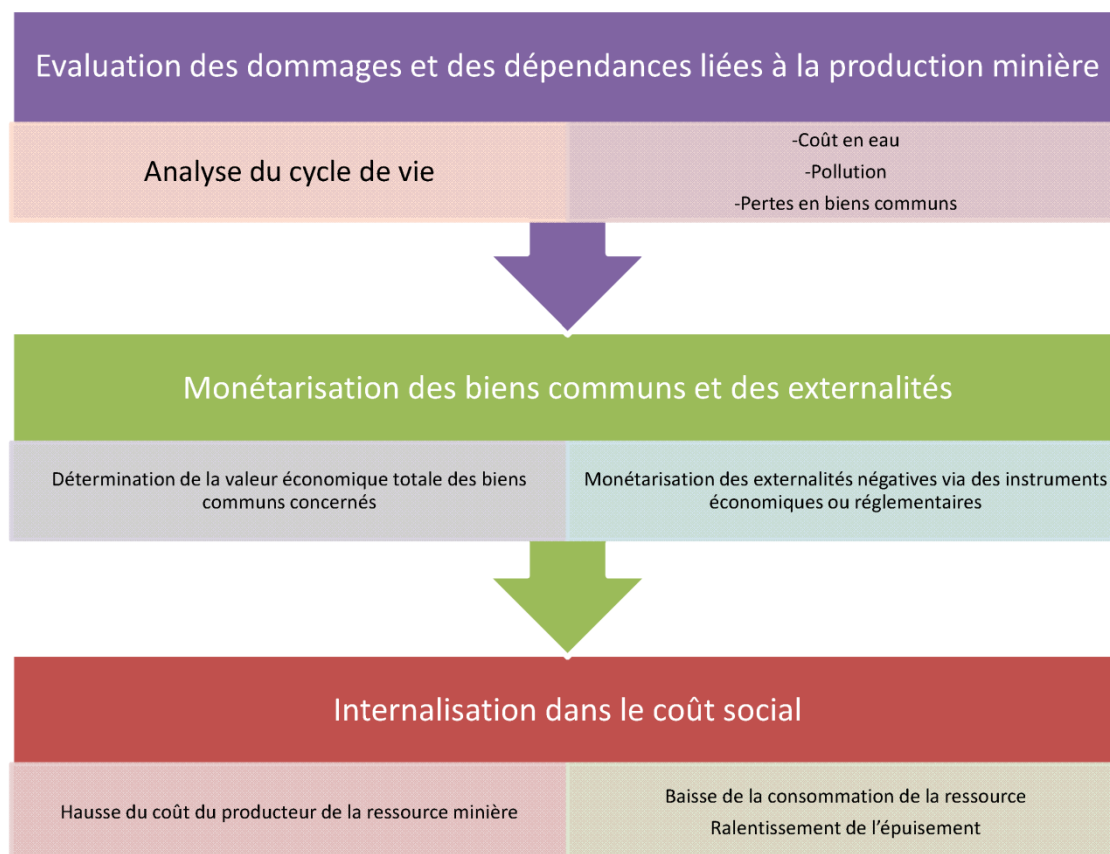 Evaluation des dommages et des dépendances liées à la production minière
Analyse du cycle de vie
-Coût en eau
-Pollution
-Pertes en biens communs
Monétarisation des biens communs et des externalités
Détermination de la valeur économique totale des biens
communs concernés
Monétarisation des externalités négatives via des instruments
économiques ou réglementaires
Internalisation dans le coût social
Hausse du coût du producteur de la ressource minière
Baisse de la consommation de la ressource
Ralentissement de l'épuisement